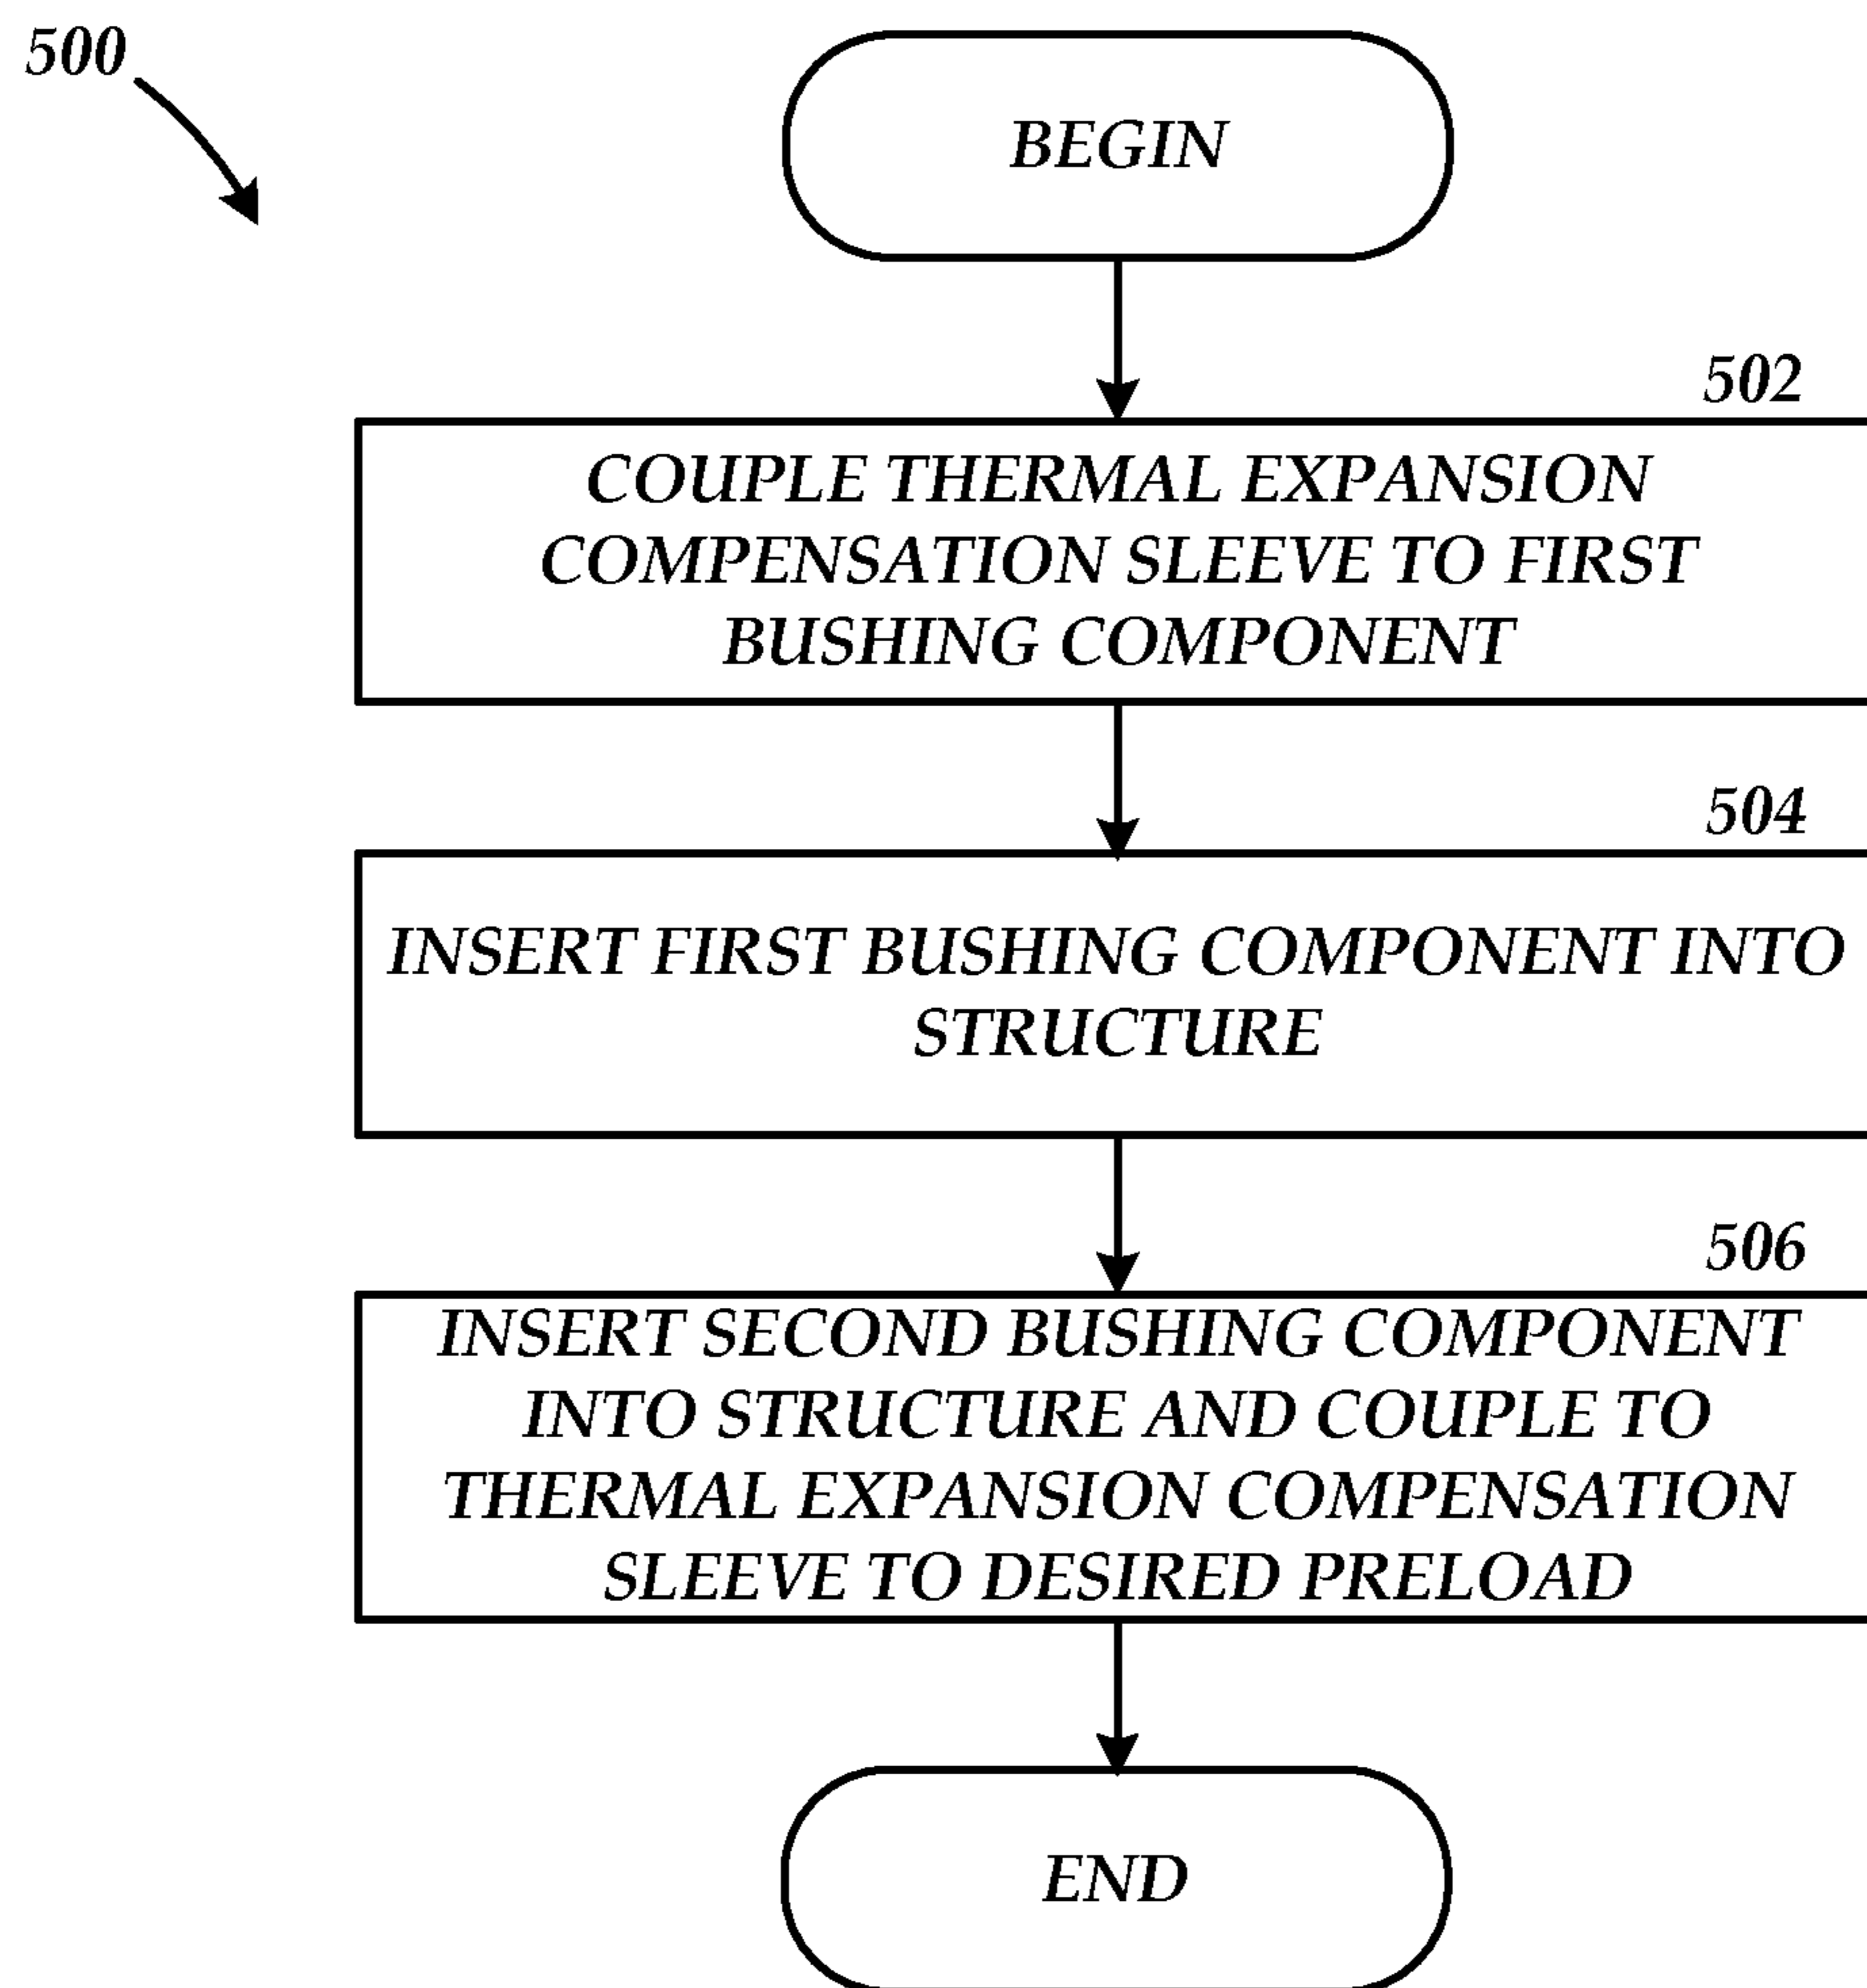 500
BEGIN
502
COUPLE THERMAL EXPANSION
COMPENSATION SLEEVE TO FIRST
BUSHING COMPONENT
504
INSERT FIRST BUSHING COMPONENT INTO
STRUCTURE
506
INSERT SECOND BUSHING COMPONENT
INTO STRUCTURE AND COUPLE TO
THERMAL EXPANSION COMPENSATION
SLEEVE TO DESIRED PRELOAD
END